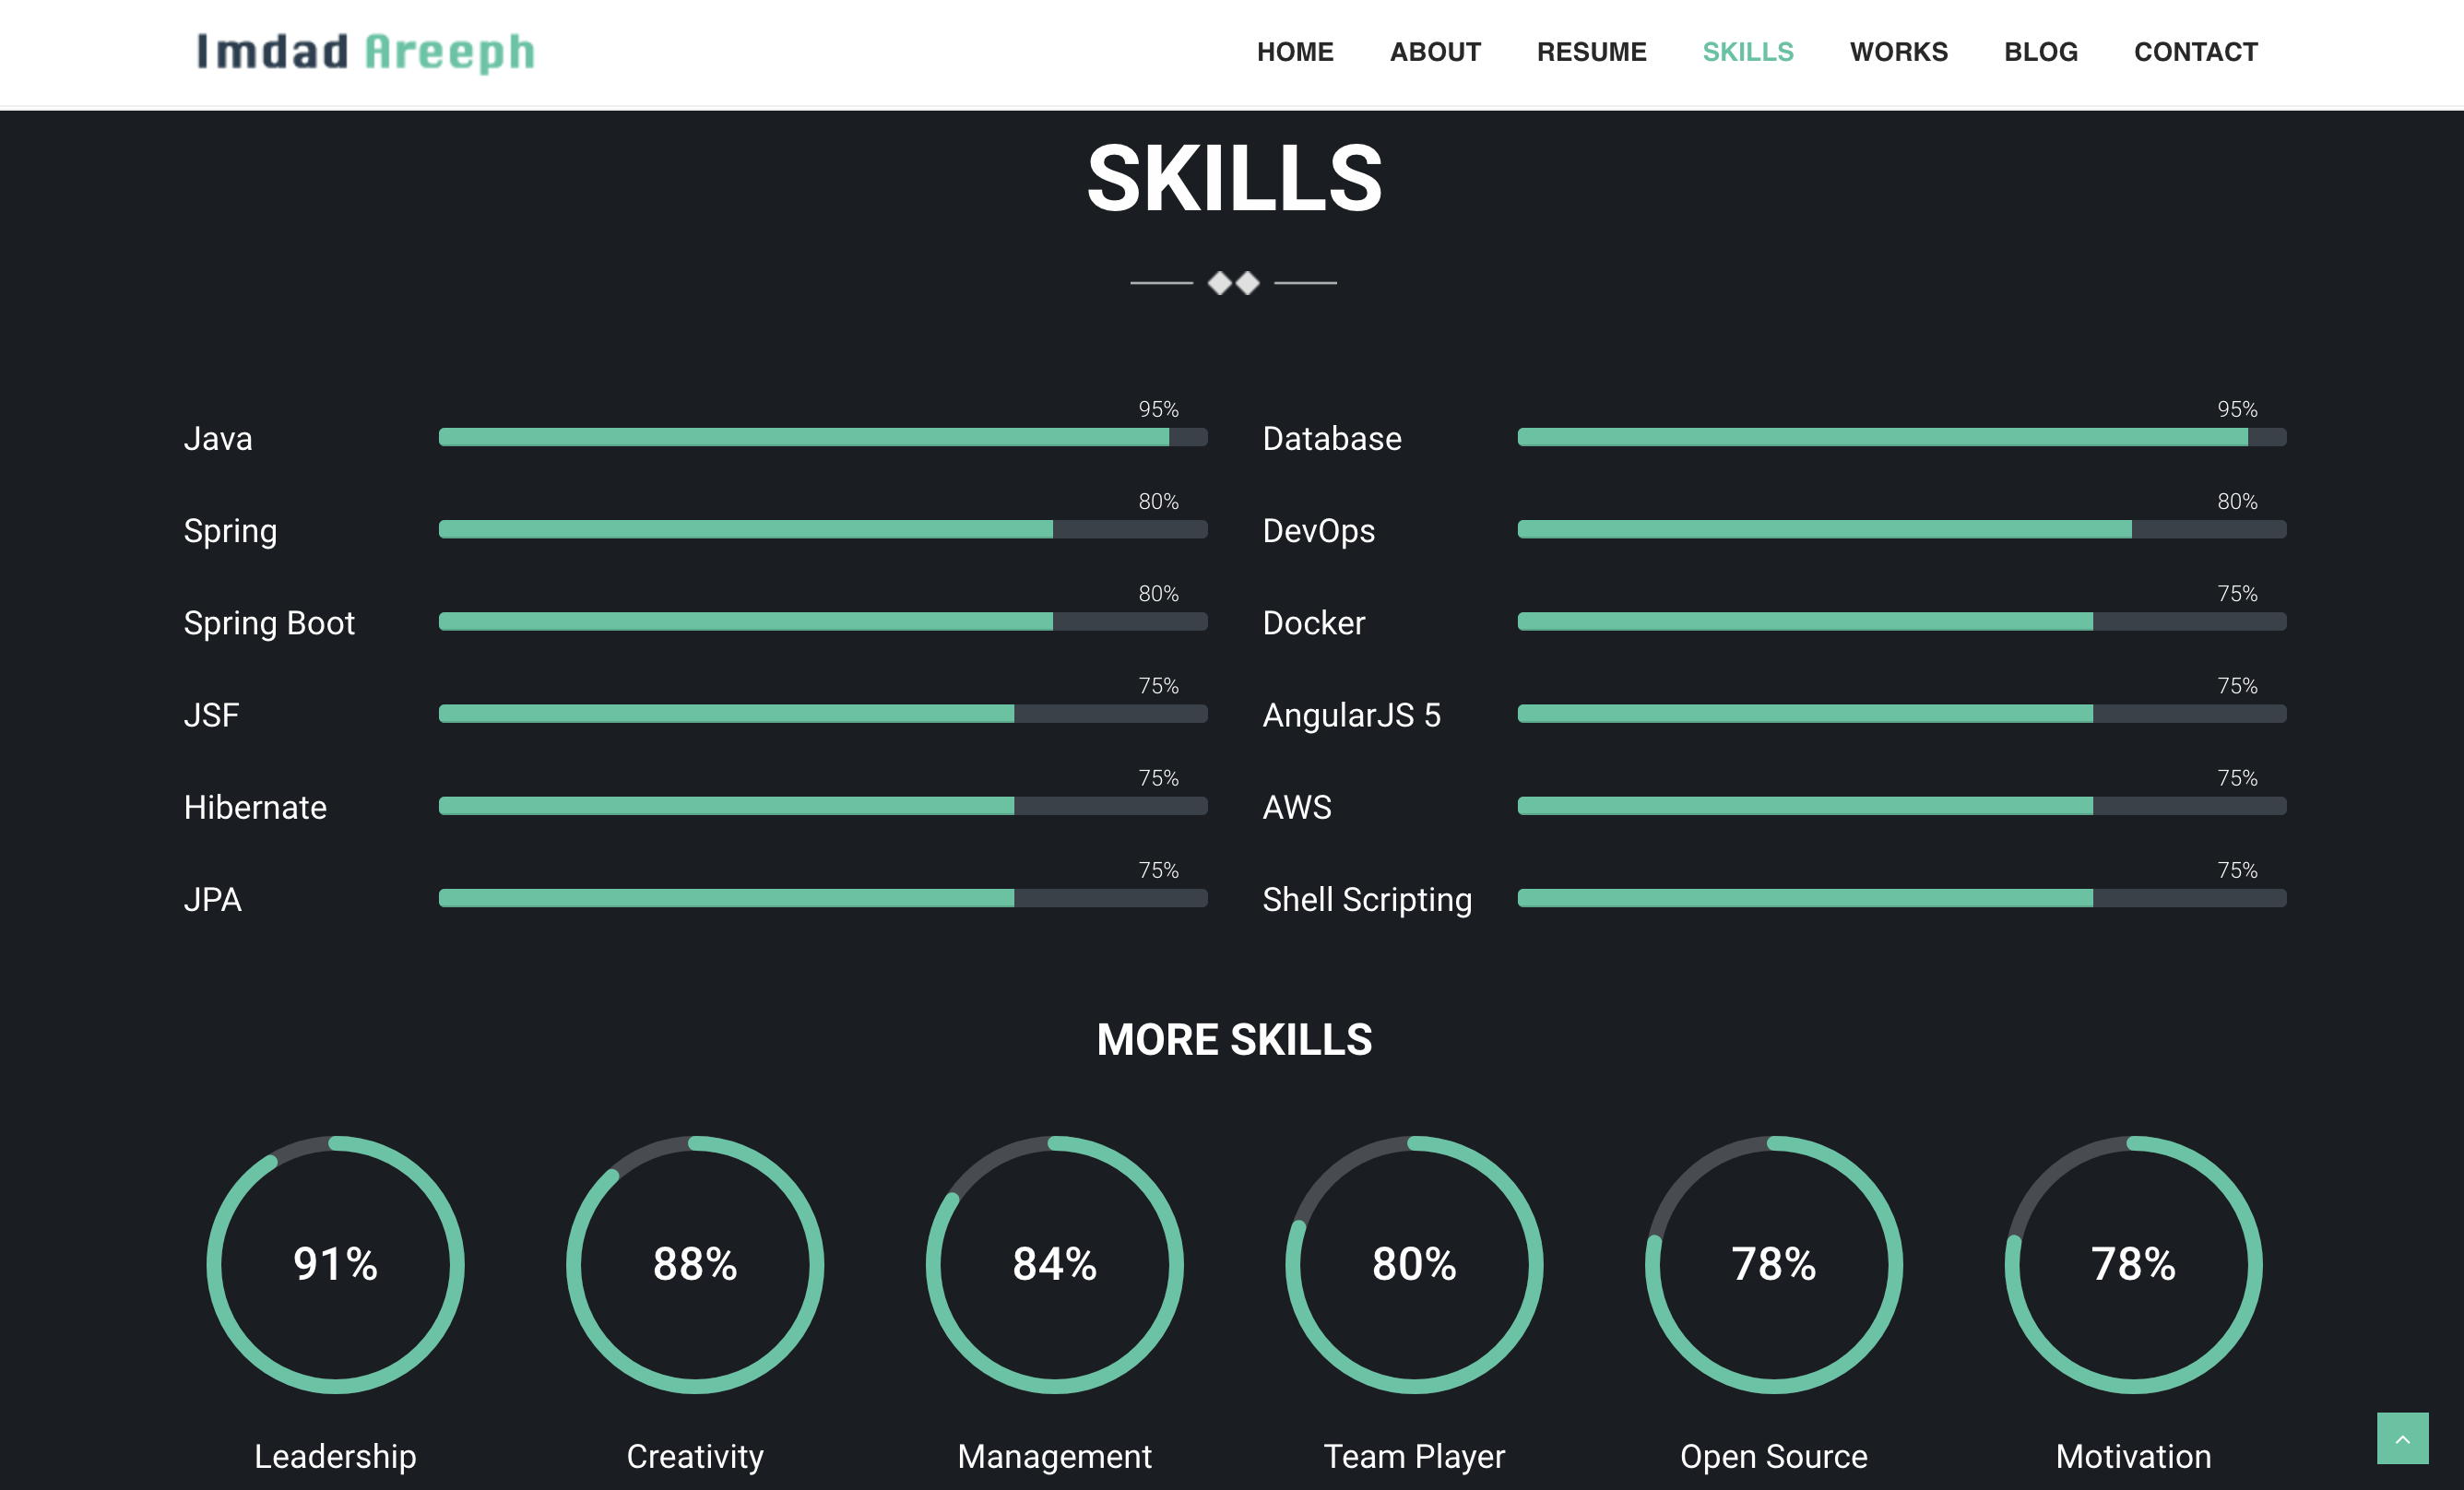 Imdad Areeph
HOME ABOUT RESUME SKILLS WORKS BLOG CONTACT
SKILLS
95%
Java
80%
Spring
80%
Spring Boot
75%
JSF
75%
Hibernate
75%
JPA
95%
Database
80%
DevOps
75%
Docker
75%
AngularJS 5
75%
AWS
75%
Shell Scripting
MORE SKILLS
91%
Leadership
88%
Creativity
84%
Management
80%
Team Player
78%
Open Source
78%
Motivation